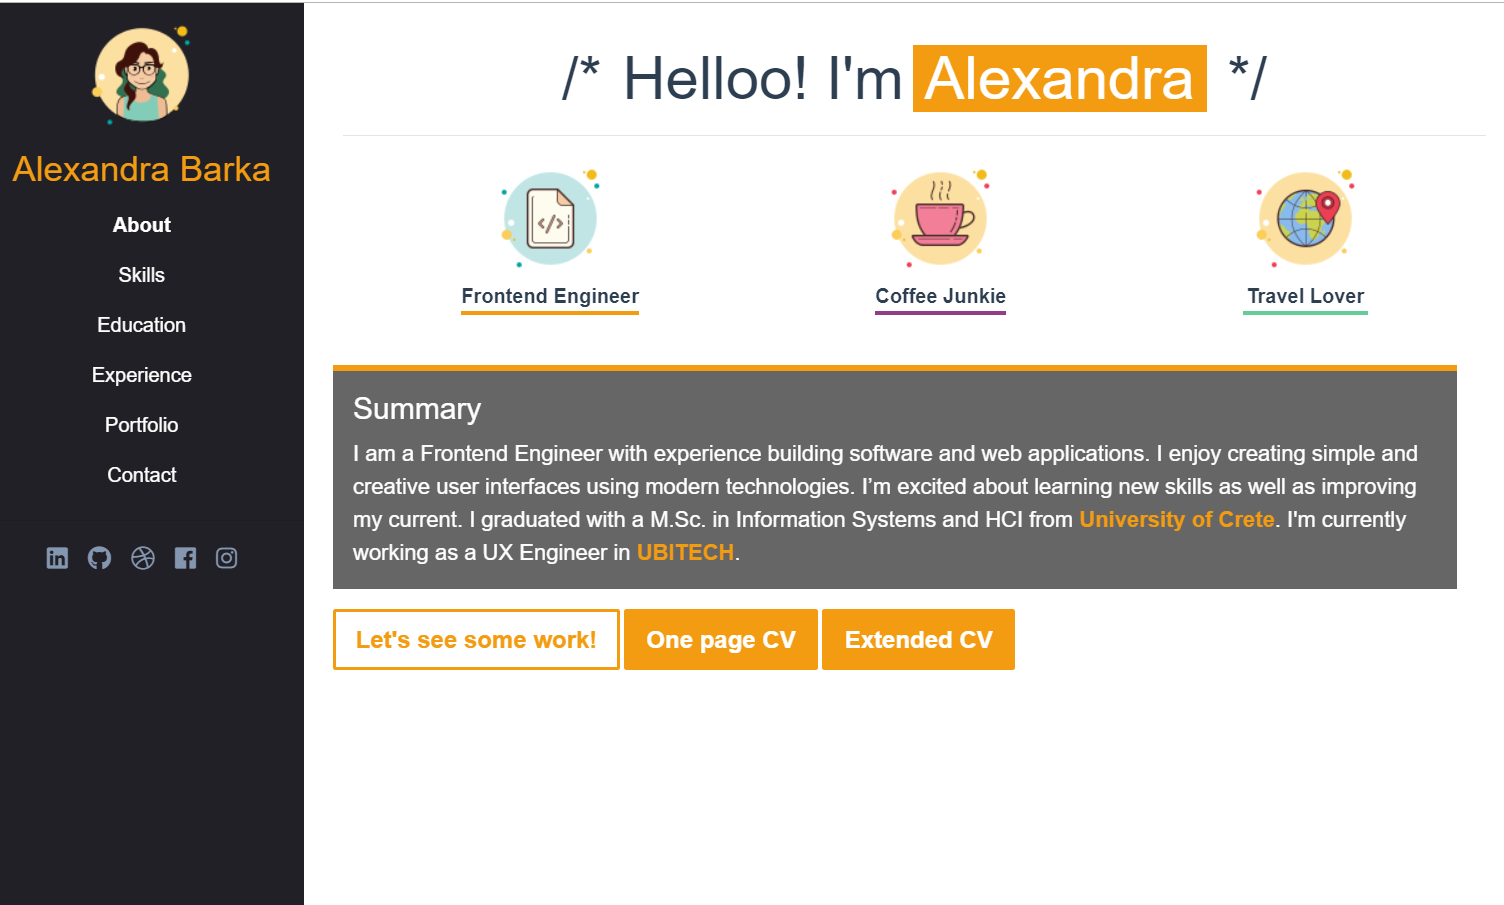 Alexandra Barka
About
Skills
Education
Experience
Portfolio
Contact
/* Helloo! I'm Alexandra */
</>
Frontend Engineer
Coffee Junkie
Travel Lover
Summary
I am a Frontend Engineer with experience building software and web applications. I enjoy creating simple and
creative user interfaces using modern technologies. I’m excited about learning new skills as well as improving
my current. I graduated with a M.Sc. in Information Systems and HCI from University of Crete. I'm currently
working as a UX Engineer in UBITECH.
Let's see some work!
One page CV
Extended CV